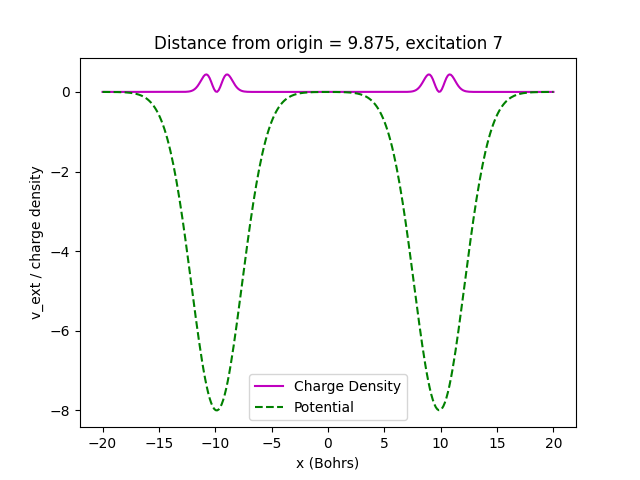 Distance from origin = 9.875, excitation 7
v_ext / charge density
0
−2
−4
−6
−8
Charge Density
Potential
−20 −15 −10 −5 0 5 10 15 20
x (Bohrs)